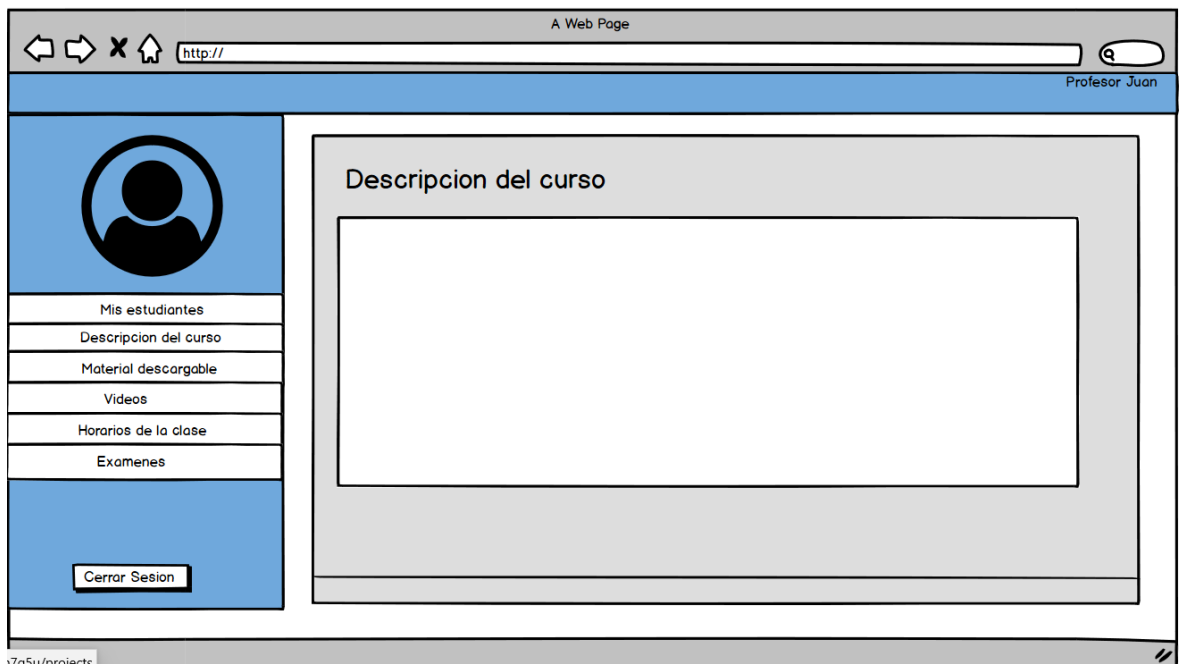 A Web Page
http://
Profesor Juan
Descripcion del curso
Mis estudiantes
Descripcion del curso
Material descargable
Videos
Horarios de la clase
Examenes
Cerrar Sesion